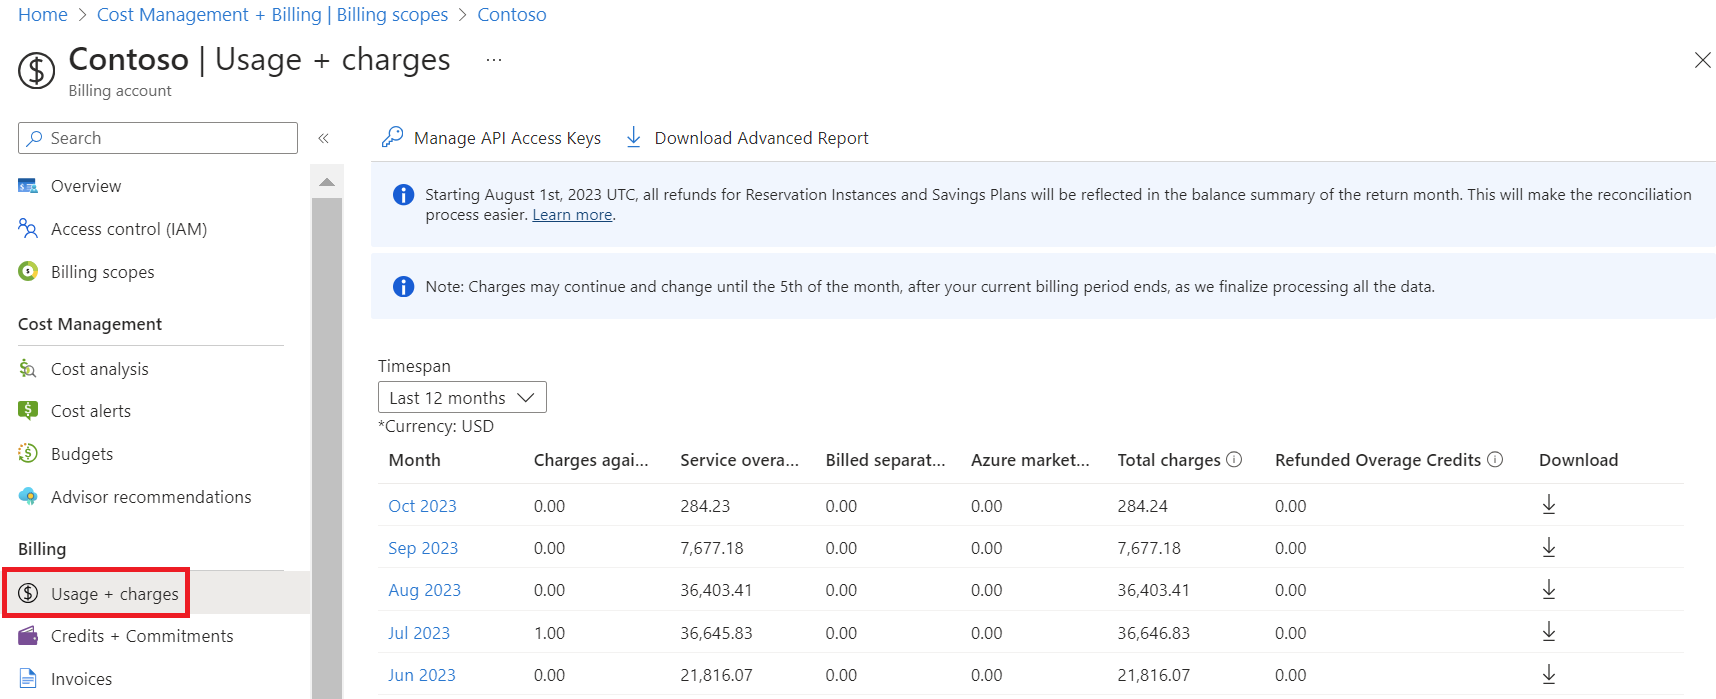 Home > Cost Management + Billing | Billing scopes > Contoso
Contoso | Usage + charges ...
Billing account
Search «
Overview
Access control (IAM)
Billing scopes
Cost Management
Cost analysis
Cost alerts
Budgets
Advisor recommendations
Billing
Usage + charges
Credits + Commitments
Invoices
Manage API Access Keys Download Advanced Report
Starting August 1st, 2023 UTC, all refunds for Reservation Instances and Savings Plans will be reflected in the balance summary of the return month. This will make the reconciliation
process easier. Learn more.
Note: Charges may continue and change until the 5th of the month, after your current billing period ends, as we finalize processing all the data.
Timespan
Last 12 months
*Currency: USD
Month Charges agai... Service overa... Billed separat... Azure market... Total charges Refunded Overage Credits Download
Oct 2023 0.00 284.23 0.00 0.00 284.24 0.00
Sep 2023 0.00 7,677.18 0.00 0.00 7,677.18 0.00
Aug 2023 0.00 36,403.41 0.00 0.00 36,403.41 0.00
Jul 2023 1.00 36,645.83 0.00 0.00 36,646.83 0.00
Jun 2023 0.00 21,816.07 0.00 0.00 21,816.07 0.00